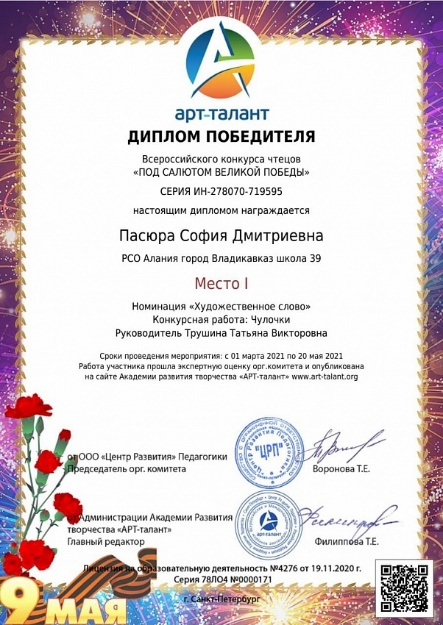 арт-талант
ДИПЛОМ ПОБЕДИТЕЛЯ
Всероссийского конкурса чтецов
«ПОД САЛЮТОМ ВЕЛИКОЙ ПОБЕДЫ»
СЕРИЯ ИН-278070-719595
настоящим дипломом награждается
Пасюра София Дмитриевна
РСО Алания город Владикавказ школа 39
Место I
Номинация «Художественное слово»
Конкурсная работа: Чулочки
Руководитель Трушина Татьяна Викторовна
Сроки проведения мероприятия: с 01 марта 2021 по 20 мая 2021
Работа участника прошла экспертную оценку орг.комитета и опубликована
на сайте Академии развития творчества «АРТ-талант» www.art-talant.org
от ООО «Центр Развития» Педагогики
Председатель орг. комитета
"ЦРП"
Воронова Т.Е.
Администрации Академии Развития
творчества «АРТ-талант»
Главный редактор
арт-талант
Филиппова Т.Е.
Лицензия на образовательную деятельность №4276 от 19.11.2020 г.
Серия 78ЛО4 №0000171
г. Санкт-Петербург
9 МАЯ